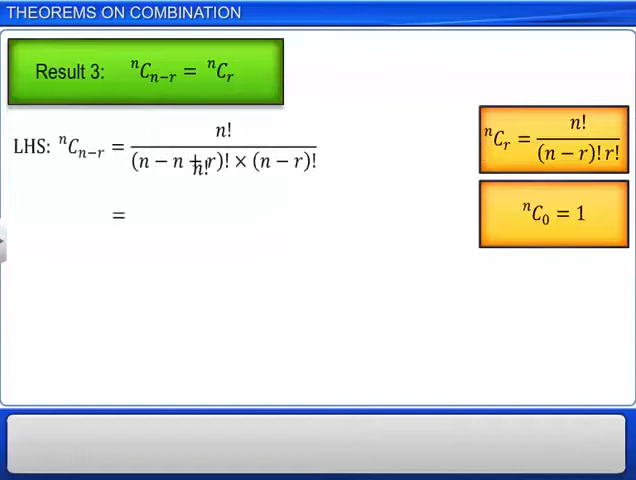 THEOREMS ON COMBINATION
Result 3: ⁿCₙ₋ᵣ = ⁿCᵣ
LHS: ⁿCₙ₋ᵣ = n! / ((n − n + r)! × (n − r)!)
n!
=
ⁿCᵣ = n! / ((n − r)! r!)
ⁿC₀ = 1